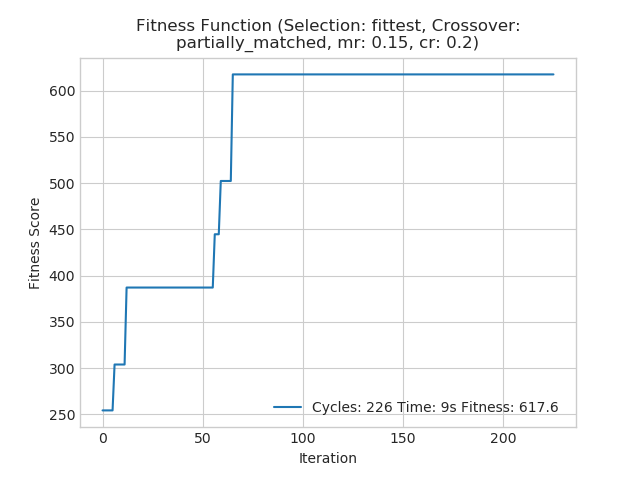 Fitness Function (Selection: fittest, Crossover:
partially_matched, mr: 0.15, cr: 0.2)
Fitness Score
600
550
500
450
400
350
300
250
Cycles: 226 Time: 9s Fitness: 617.6
0 50 100 150 200
Iteration